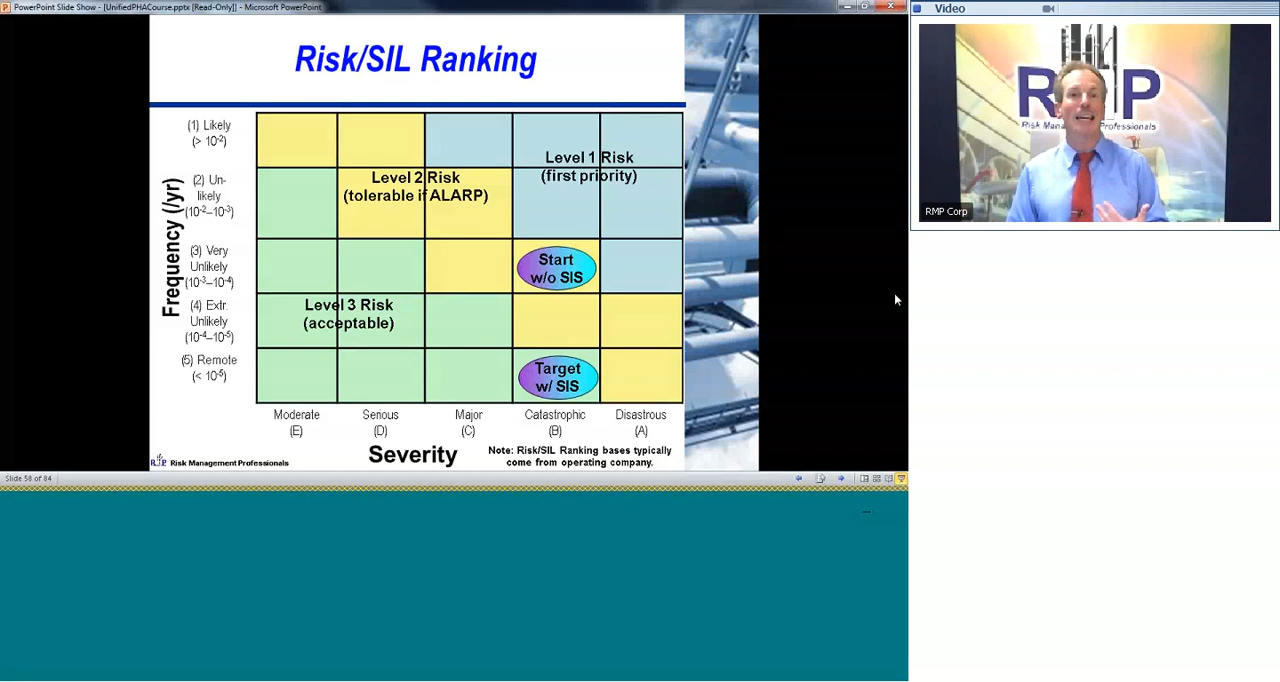 PowerPoint Slide Show - [UnifiedPHACourse.pptx [Read-Only]] - Microsoft PowerPoint
Video
Risk/SIL Ranking
(1) Likely
(> 10⁻²)
(2) Un-
likely
(10⁻²–10⁻³)
(3) Very
Unlikely
(10⁻³–10⁻⁴)
(4) Extr.
Unlikely
(10⁻⁴–10⁻⁵)
(5) Remote
(< 10⁻⁵)
Frequency (/yr)
Level 1 Risk
(first priority)
Level 2 Risk
(tolerable if ALARP)
Start
w/o SIS
Level 3 Risk
(acceptable)
Target
w/ SIS
Moderate
(E)
Serious
(D)
Major
(C)
Catastrophic
(B)
Disastrous
(A)
Severity
Note: Risk/SIL Ranking bases typically
come from operating company.
Risk Management Professionals
Slide 58 of 84
RMP Corp